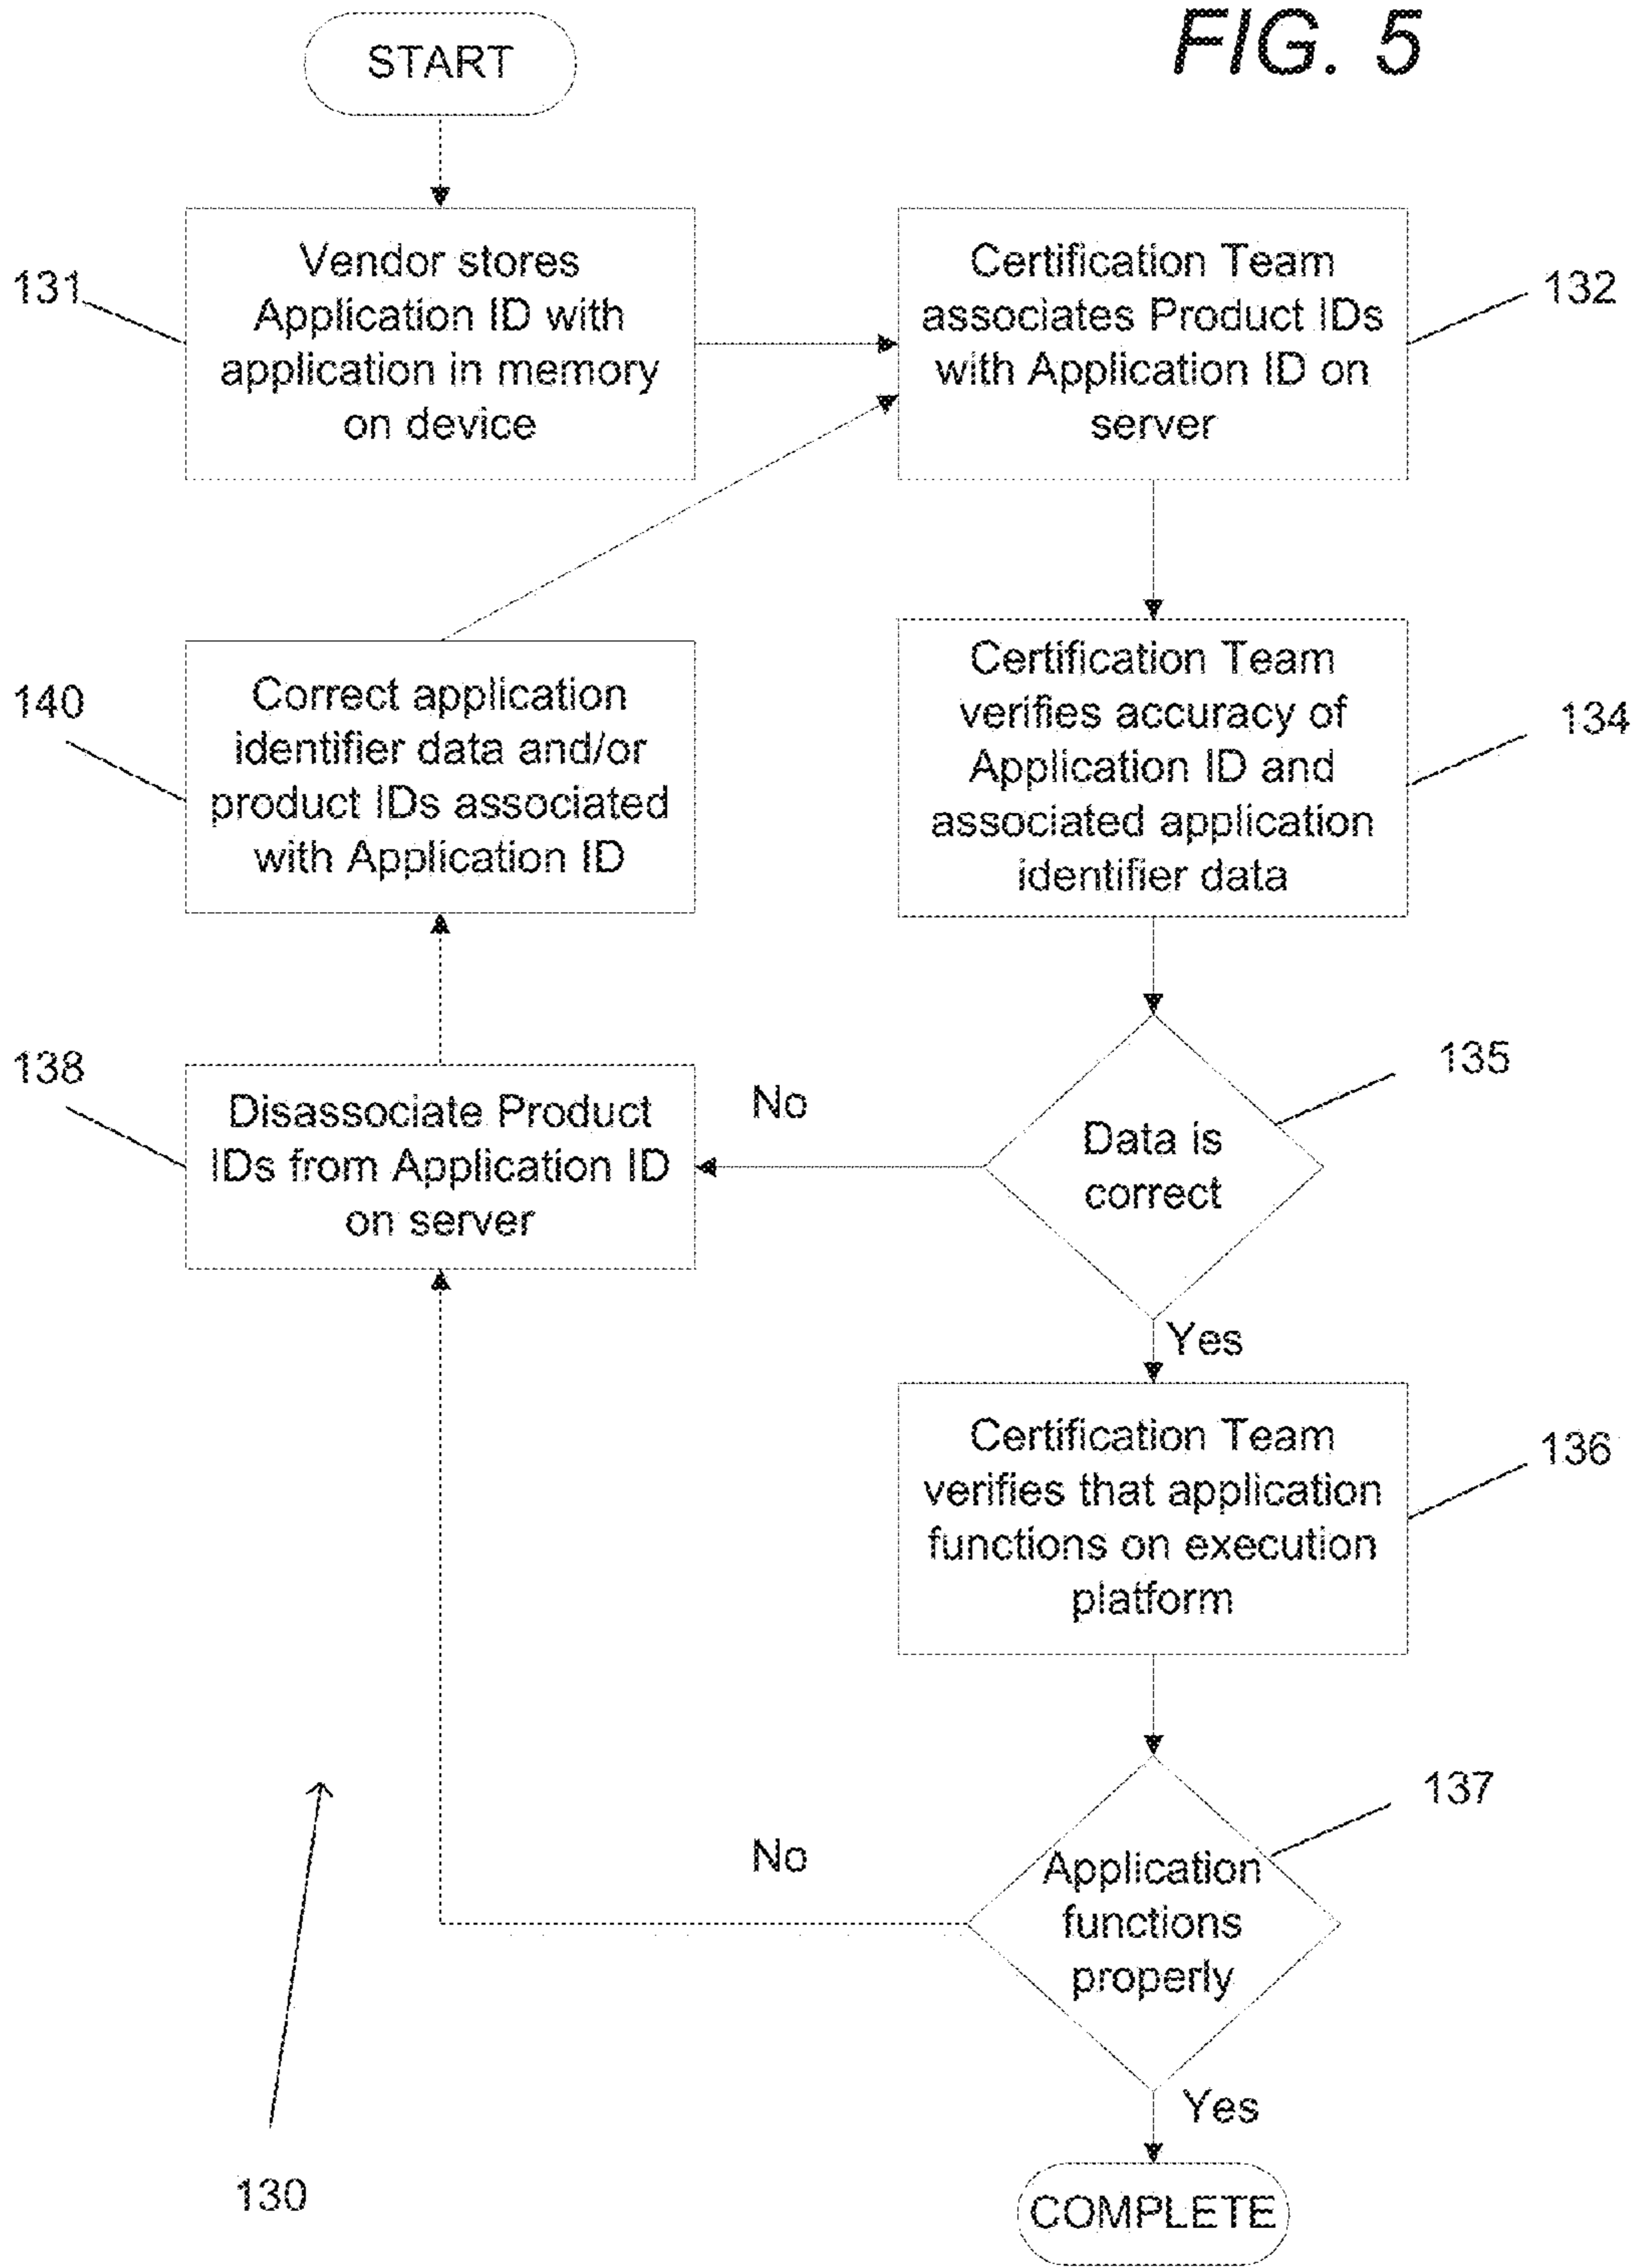 FIG. 5
START
131
Vendor stores
Application ID with
application in memory
on device
Certification Team
associates Product IDs
with Application ID on
server
132
140
Correct application
identifier data and/or
product IDs associated
with Application ID
Certification Team
verifies accuracy of
Application ID and
associated application
identifier data
134
138
Disassociate Product
IDs from Application ID
on server
No
Data is
correct
135
Yes
Certification Team
verifies that application
functions on execution
platform
136
No
Application
functions
properly
137
Yes
130
COMPLETE